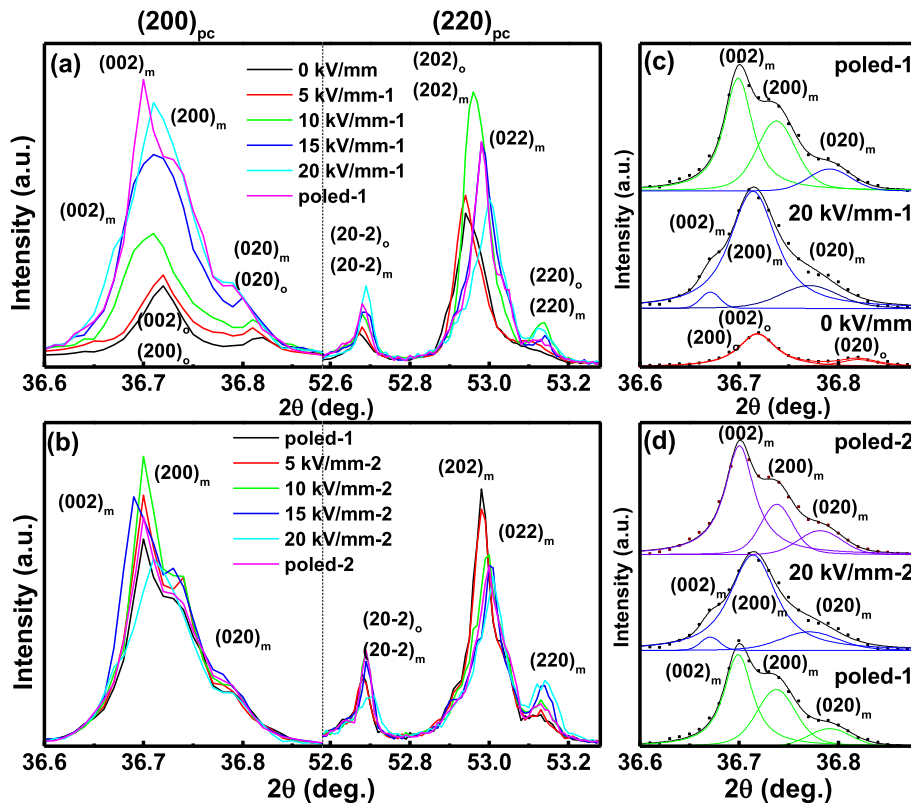 (200)pc
(220)pc
(a)
(002)m
(200)m
(002)m
(020)m
(020)o
(002)o
(200)o
0 kV/mm
5 kV/mm-1
10 kV/mm-1
15 kV/mm-1
20 kV/mm-1
poled-1
(202)o
(202)m
(022)m
(20-2)o
(20-2)m
(220)o
(220)m
Intensity (a.u.)
36.6 36.7 36.8 52.6 52.8 53.0 53.2
2θ (deg.)
(c)
poled-1
(002)m
(200)m
(020)m
20 kV/mm-1
(002)m
(200)m
(020)m
0 kV/mm
(002)o
(200)o
(020)o
Intensity (a.u.)
36.6 36.7 36.8
2θ (deg.)
(b)
(200)m
(002)m
(020)m
poled-1
5 kV/mm-2
10 kV/mm-2
15 kV/mm-2
20 kV/mm-2
poled-2
(202)m
(022)m
(20-2)o
(20-2)m
(220)m
Intensity (a.u.)
36.6 36.7 36.8 52.6 52.8 53.0 53.2
2θ (deg.)
(d)
poled-2
(002)m
(200)m
(020)m
20 kV/mm-2
(002)m
(200)m
(020)m
poled-1
(002)m
(200)m
(020)m
Intensity (a.u.)
36.6 36.7 36.8
2θ (deg.)